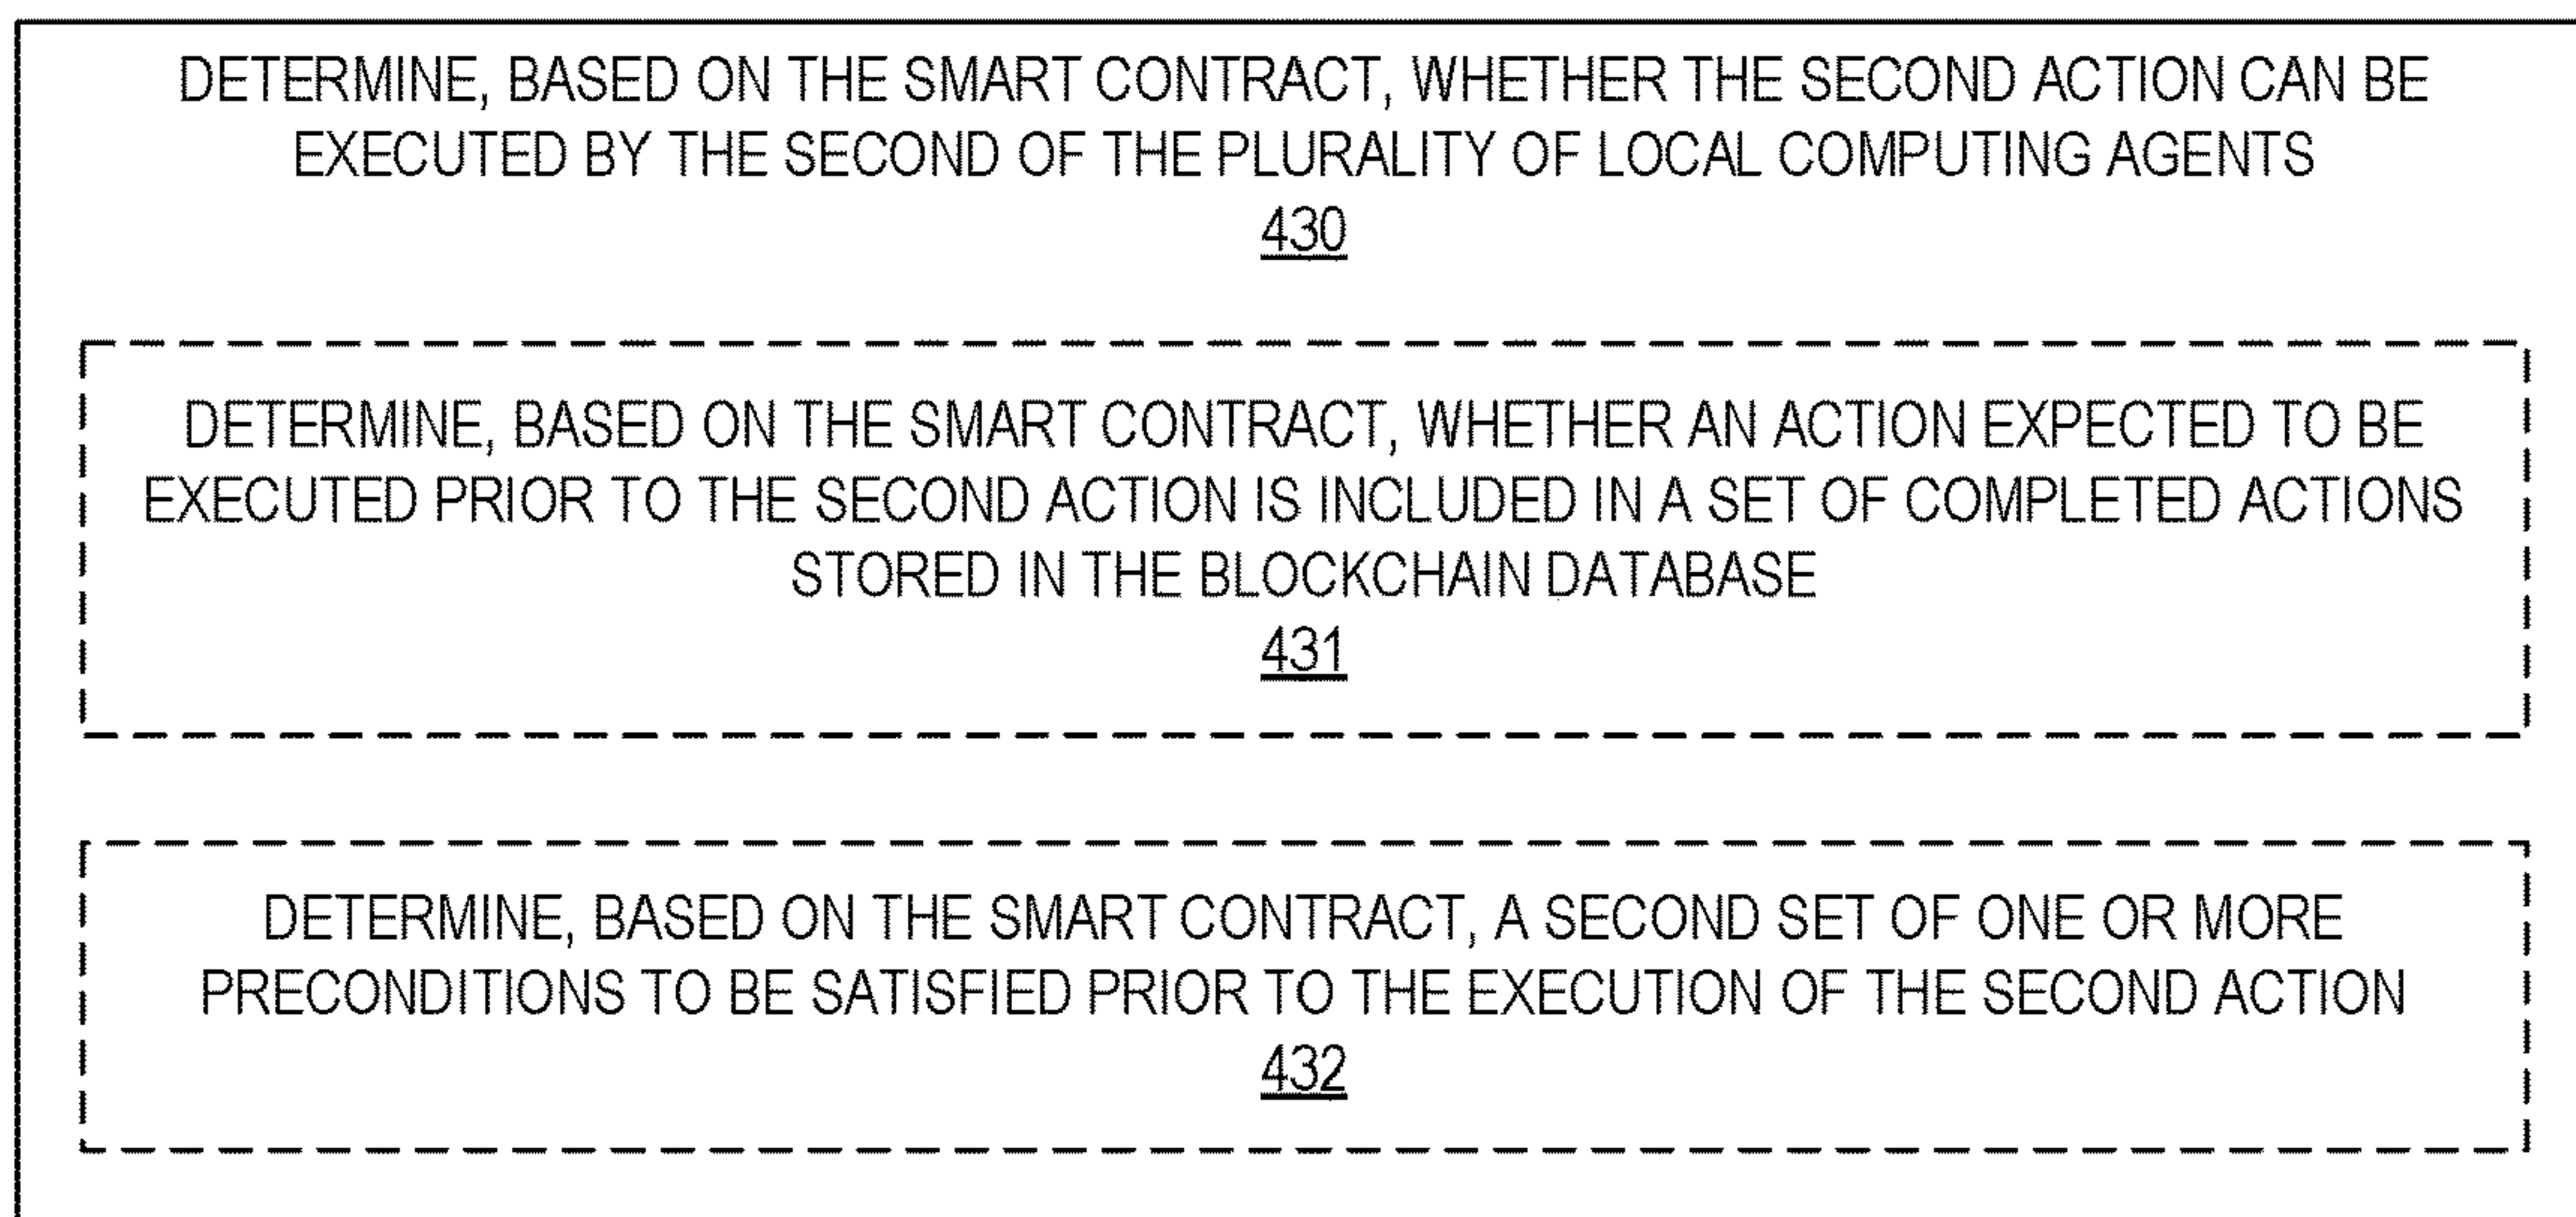 DETERMINE, BASED ON THE SMART CONTRACT, WHETHER THE SECOND ACTION CAN BE
EXECUTED BY THE SECOND OF THE PLURALITY OF LOCAL COMPUTING AGENTS
430
DETERMINE, BASED ON THE SMART CONTRACT, WHETHER AN ACTION EXPECTED TO BE
EXECUTED PRIOR TO THE SECOND ACTION IS INCLUDED IN A SET OF COMPLETED ACTIONS
STORED IN THE BLOCKCHAIN DATABASE
431
DETERMINE, BASED ON THE SMART CONTRACT, A SECOND SET OF ONE OR MORE
PRECONDITIONS TO BE SATISFIED PRIOR TO THE EXECUTION OF THE SECOND ACTION
432